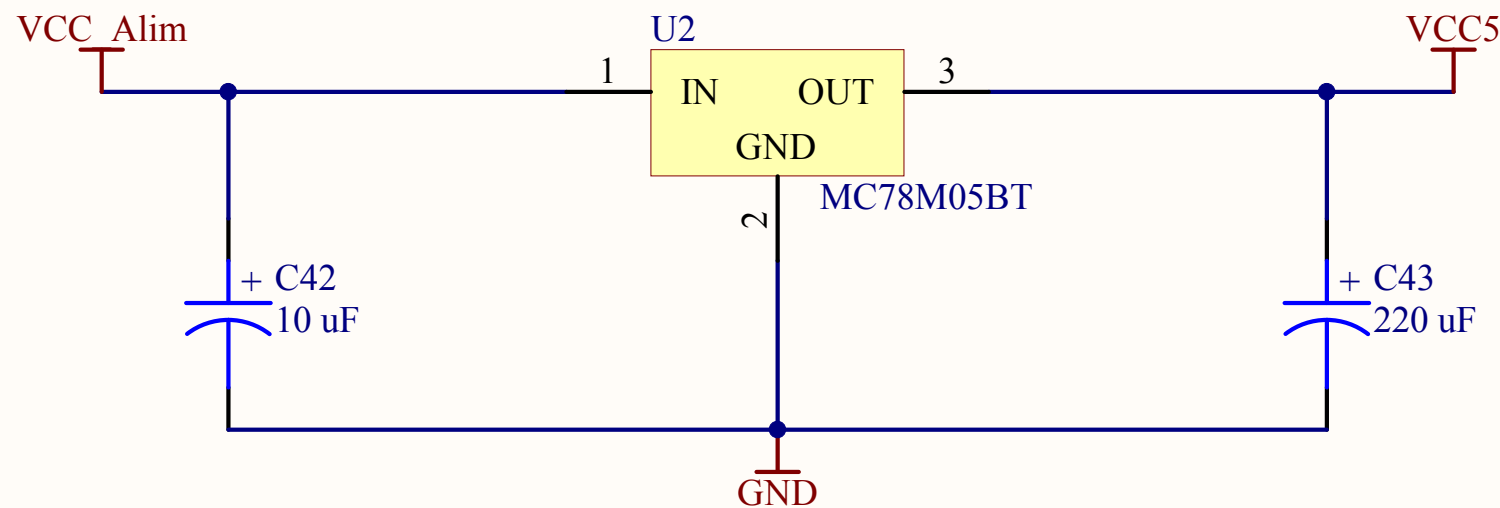 VCC_Alim
U2
VCC5
1
IN
OUT
3
GND
MC78M05BT
2
+ C42
10 uF
+ C43
220 uF
GND